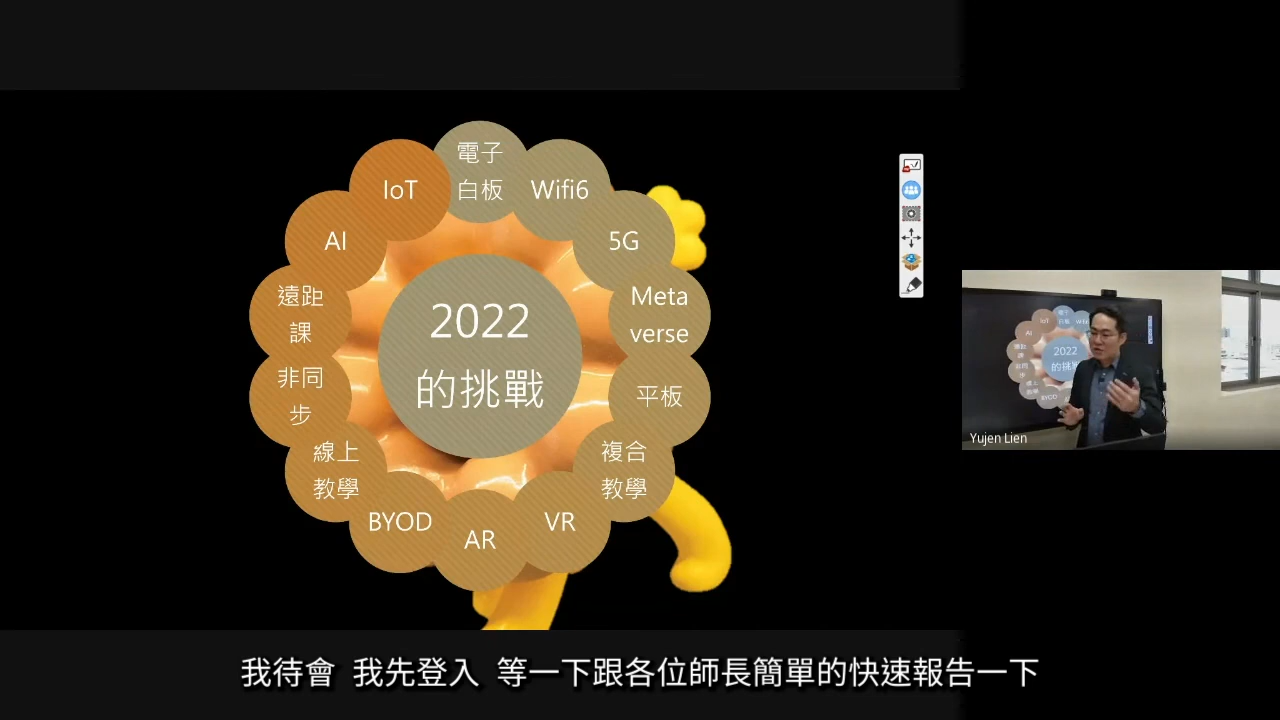 電子
白板
Wifi6
5G
Meta
verse
平板
複合
教學
VR
AR
BYOD
線上
教學
非同
步
遠距
課
AI
IoT
2022
的挑戰
Yujen Lien
我待會 我先登入 等一下跟各位師長簡單的快速報告一下